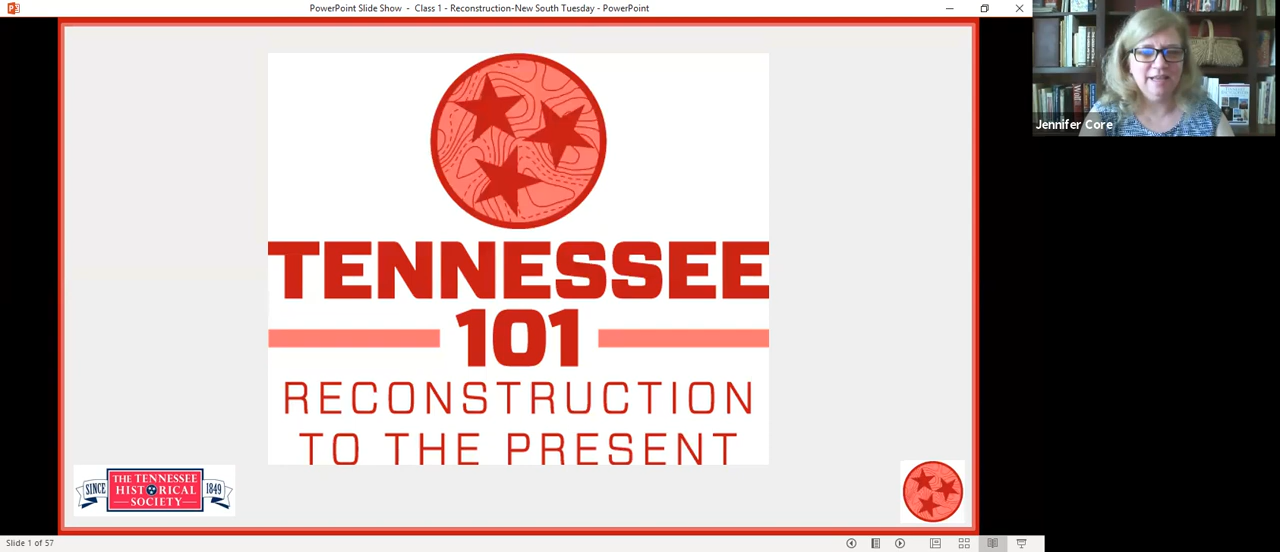 PowerPoint Slide Show - Class 1 - Reconstruction-New South Tuesday - PowerPoint
Jennifer Core
TENNESSEE
101
RECONSTRUCTION
TO THE PRESENT
SINCE
THE TENNESSEE
HISTORICAL
SOCIETY
1849
Slide 1 of 57